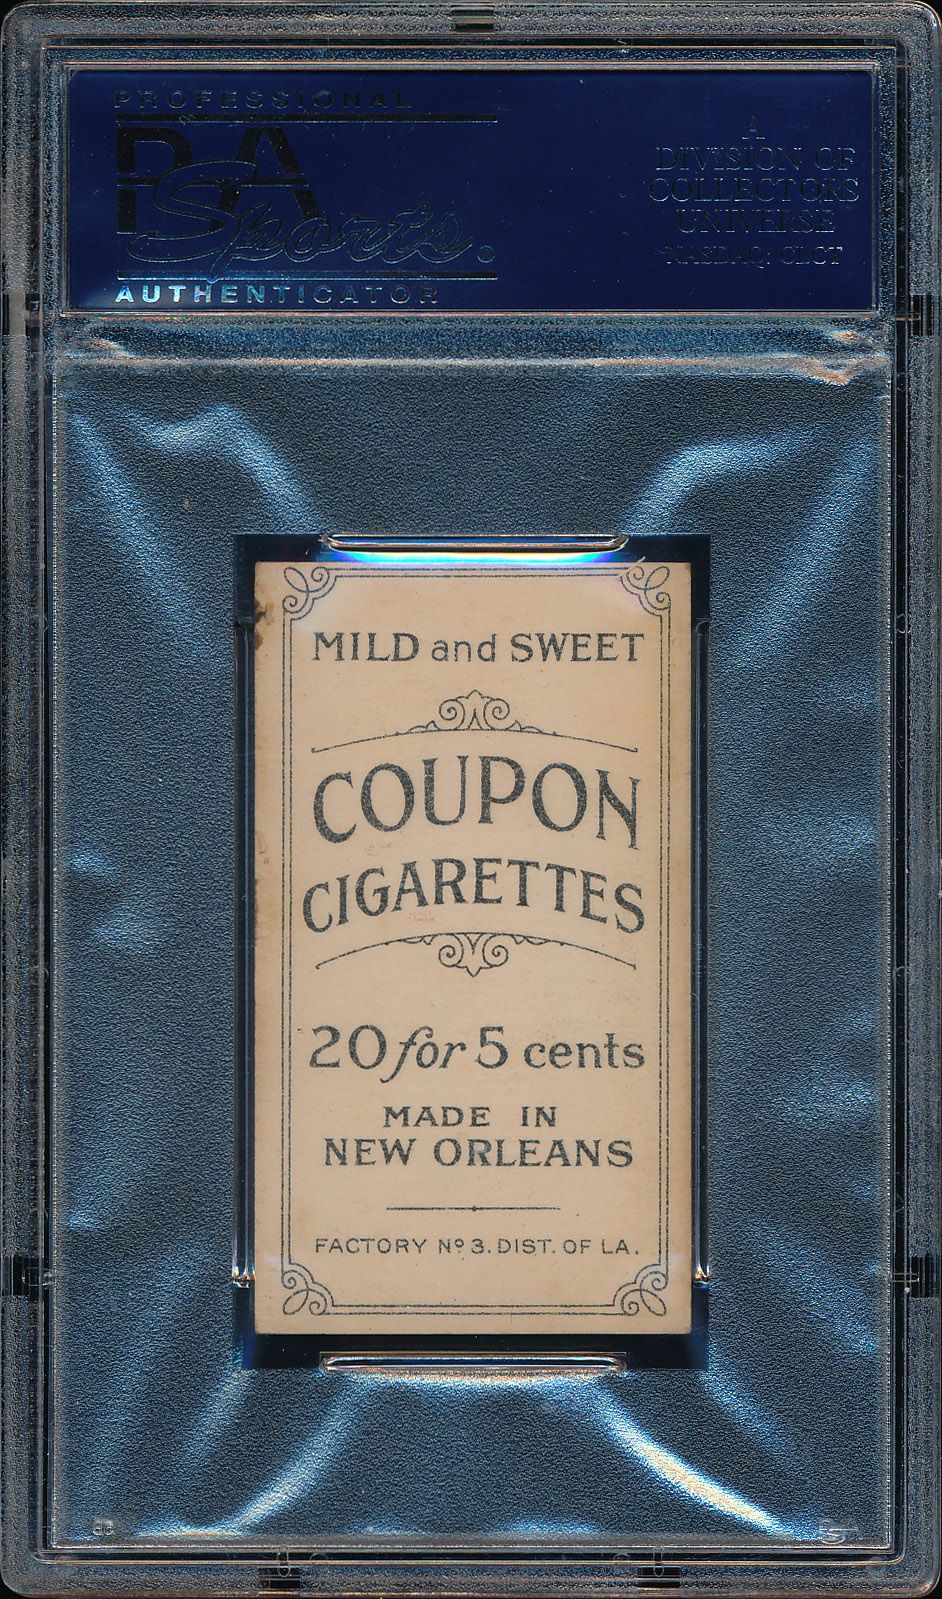 PROFESSIONAL
PSA
Sports
AUTHENTICATOR
A
DIVISION OF
COLLECTORS
UNIVERSE
NASDAQ: CLCT
MILD and SWEET
COUPON
CIGARETTES
20 for 5 cents
MADE IN
NEW ORLEANS
FACTORY Nº 3. DIST. OF LA.